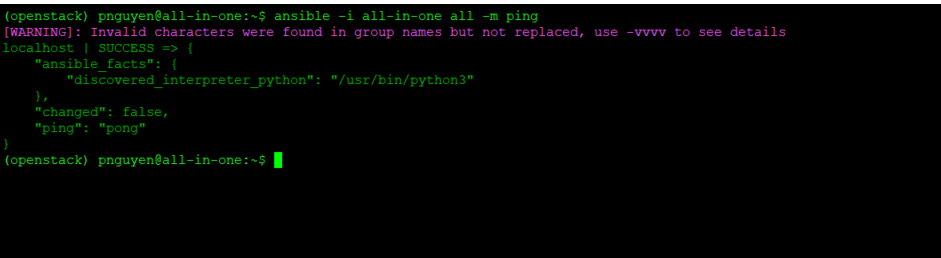 (openstack) pnguyen@all-in-one:~$ ansible -i all-in-one all -m ping
[WARNING]: Invalid characters were found in group names but not replaced, use -vvvv to see details
localhost | SUCCESS => {
    "ansible_facts": {
        "discovered_interpreter_python": "/usr/bin/python3"
    },
    "changed": false,
    "ping": "pong"
}
(openstack) pnguyen@all-in-one:~$